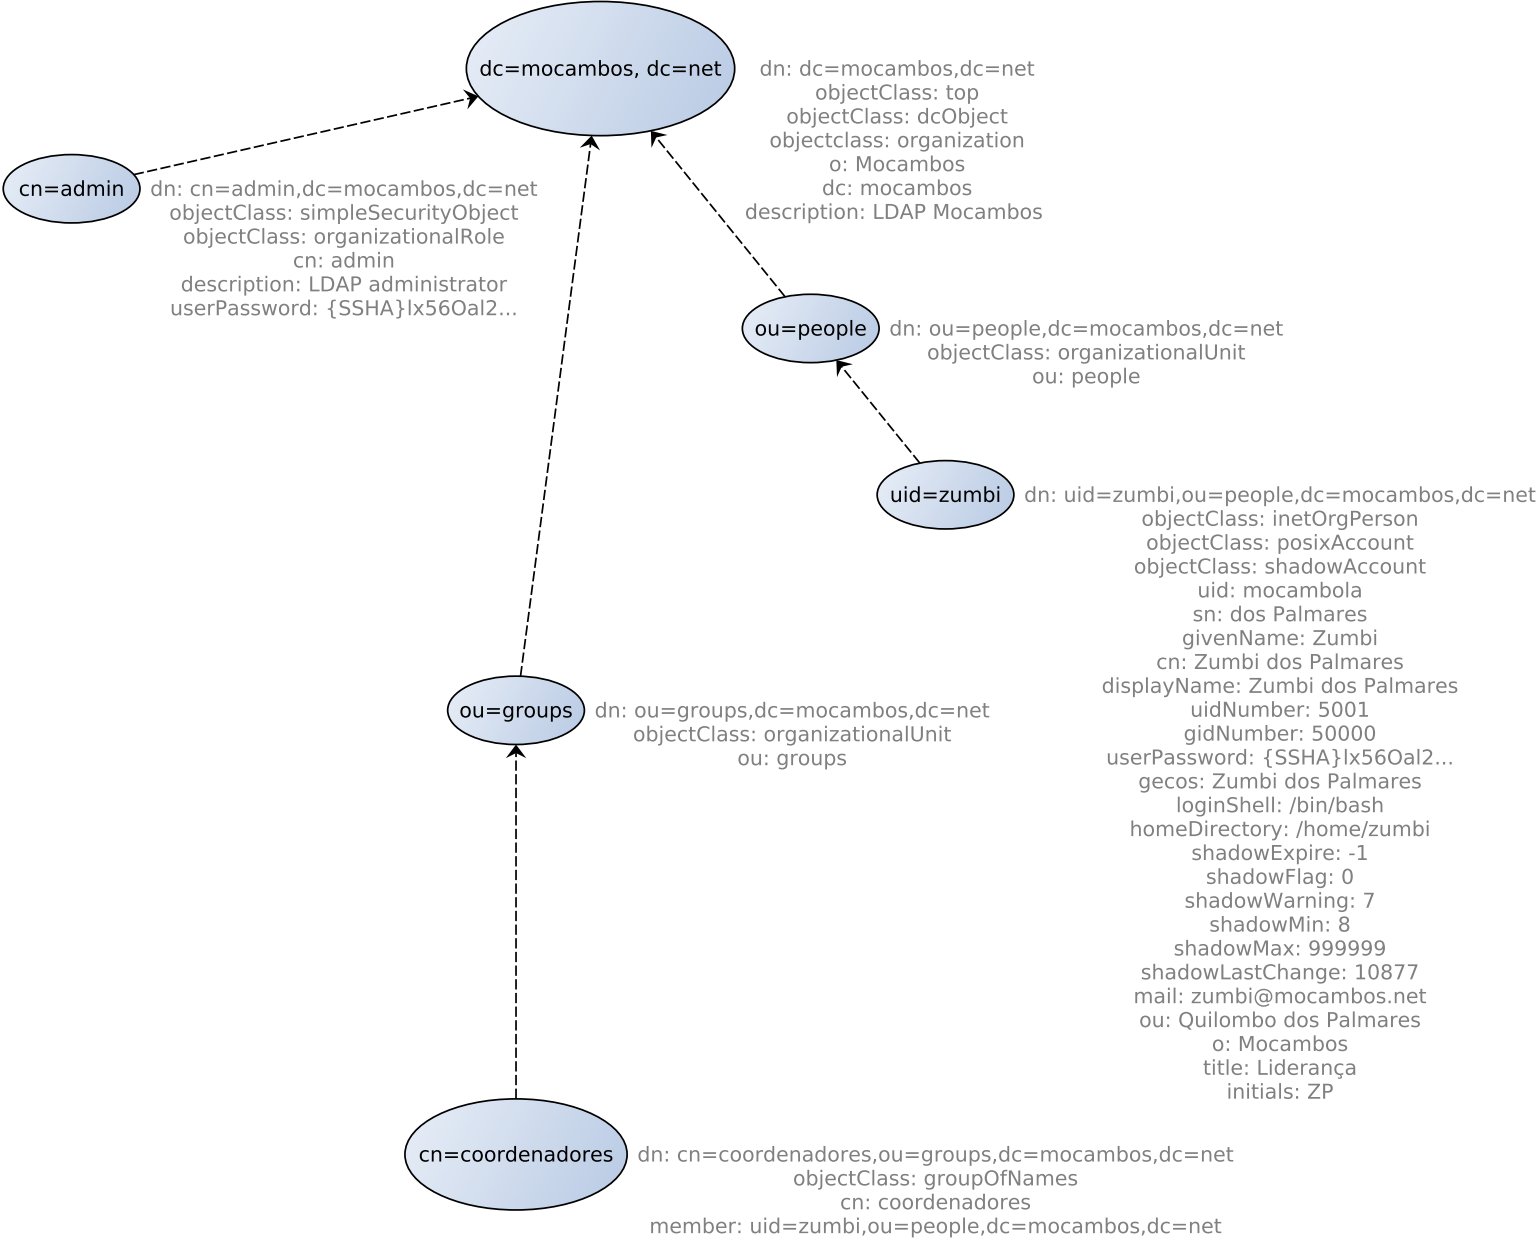 dc=mocambos, dc=net
dn: dc=mocambos,dc=net
objectClass: top
objectClass: dcObject
objectclass: organization
o: Mocambos
dc: mocambos
description: LDAP Mocambos
cn=admin
dn: cn=admin,dc=mocambos,dc=net
objectClass: simpleSecurityObject
objectClass: organizationalRole
cn: admin
description: LDAP administrator
userPassword: {SSHA}lx56Oal2...
ou=people
dn: ou=people,dc=mocambos,dc=net
objectClass: organizationalUnit
ou: people
uid=zumbi
dn: uid=zumbi,ou=people,dc=mocambos,dc=net
objectClass: inetOrgPerson
objectClass: posixAccount
objectClass: shadowAccount
uid: mocambola
sn: dos Palmares
givenName: Zumbi
cn: Zumbi dos Palmares
displayName: Zumbi dos Palmares
uidNumber: 5001
gidNumber: 50000
userPassword: {SSHA}lx56Oal2...
gecos: Zumbi dos Palmares
loginShell: /bin/bash
homeDirectory: /home/zumbi
shadowExpire: -1
shadowFlag: 0
shadowWarning: 7
shadowMin: 8
shadowMax: 999999
shadowLastChange: 10877
mail: zumbi@mocambos.net
ou: Quilombo dos Palmares
o: Mocambos
title: Liderança
initials: ZP
ou=groups
dn: ou=groups,dc=mocambos,dc=net
objectClass: organizationalUnit
ou: groups
cn=coordenadores
dn: cn=coordenadores,ou=groups,dc=mocambos,dc=net
objectClass: groupOfNames
cn: coordenadores
member: uid=zumbi,ou=people,dc=mocambos,dc=net